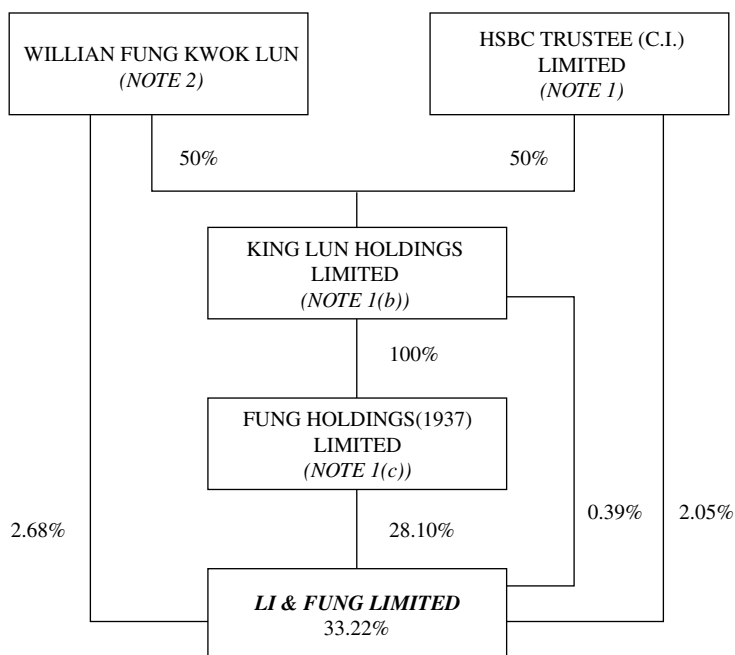 WILLIAN FUNG KWOK LUN
(NOTE 2)
HSBC TRUSTEE (C.I.)
LIMITED
(NOTE 1)
50%
50%
KING LUN HOLDINGS
LIMITED
(NOTE 1(b))
100%
FUNG HOLDINGS(1937)
LIMITED
(NOTE 1(c))
2.68%
28.10%
0.39%
2.05%
LI & FUNG LIMITED
33.22%